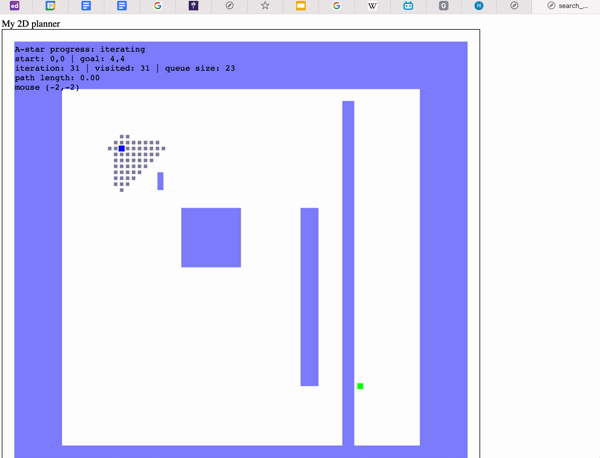 ed
G
G
W
G
H
search_...
My 2D planner
A-star progress: iterating
start: 0,0 | goal: 4,4
iteration: 31 | visited: 31 | queue size: 23
path length: 0.00
mouse (-2,-2)